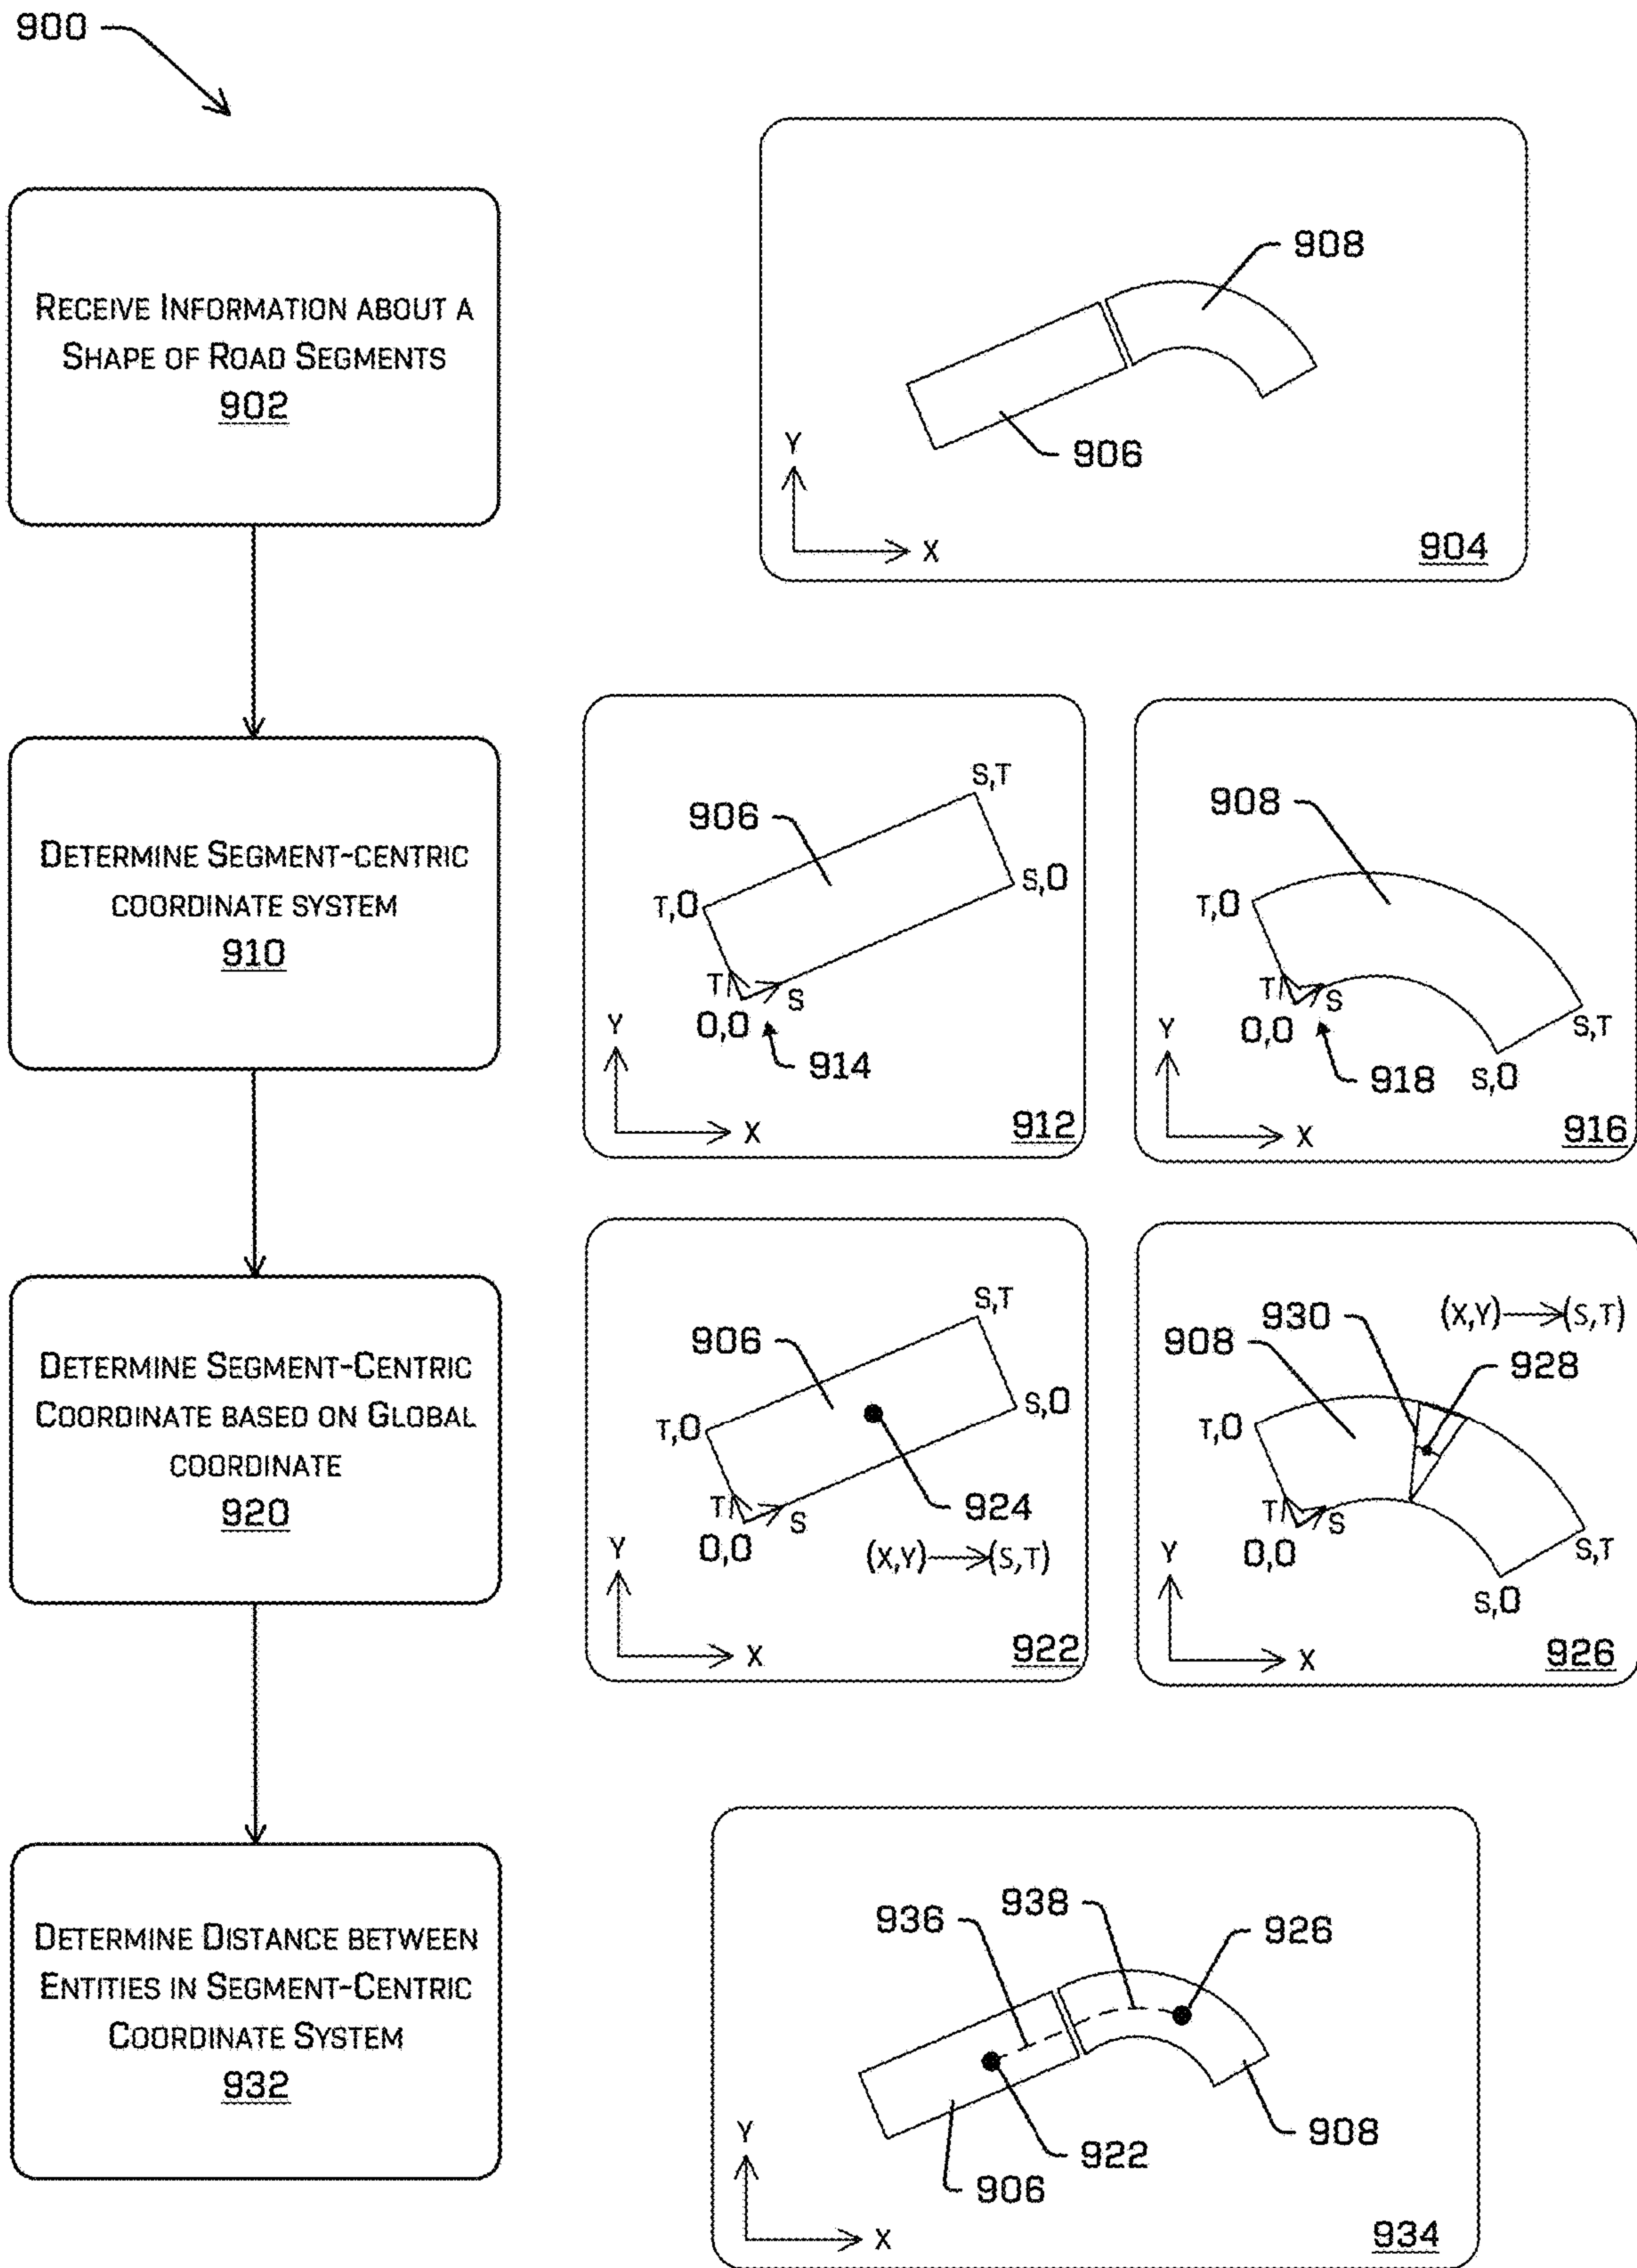 900
RECEIVE INFORMATION ABOUT A
SHAPE OF ROAD SEGMENTS
902
908
906
Y
X
904
DETERMINE SEGMENT-CENTRIC
COORDINATE SYSTEM
910
S,T
906
S,0
T,0
T
S
0,0
914
Y
X
912
908
T,0
T
S
0,0
S,T
918
S,0
Y
X
916
DETERMINE SEGMENT-CENTRIC
COORDINATE BASED ON GLOBAL
COORDINATE
920
S,T
906
S,0
T,0
T
S
924
0,0
(X,Y)
(S,T)
Y
X
922
930
(X,Y)
(S,T)
908
928
T,0
T
S
0,0
S,T
S,0
Y
X
926
DETERMINE DISTANCE BETWEEN
ENTITIES IN SEGMENT-CENTRIC
COORDINATE SYSTEM
932
938
936
926
908
922
906
Y
X
934